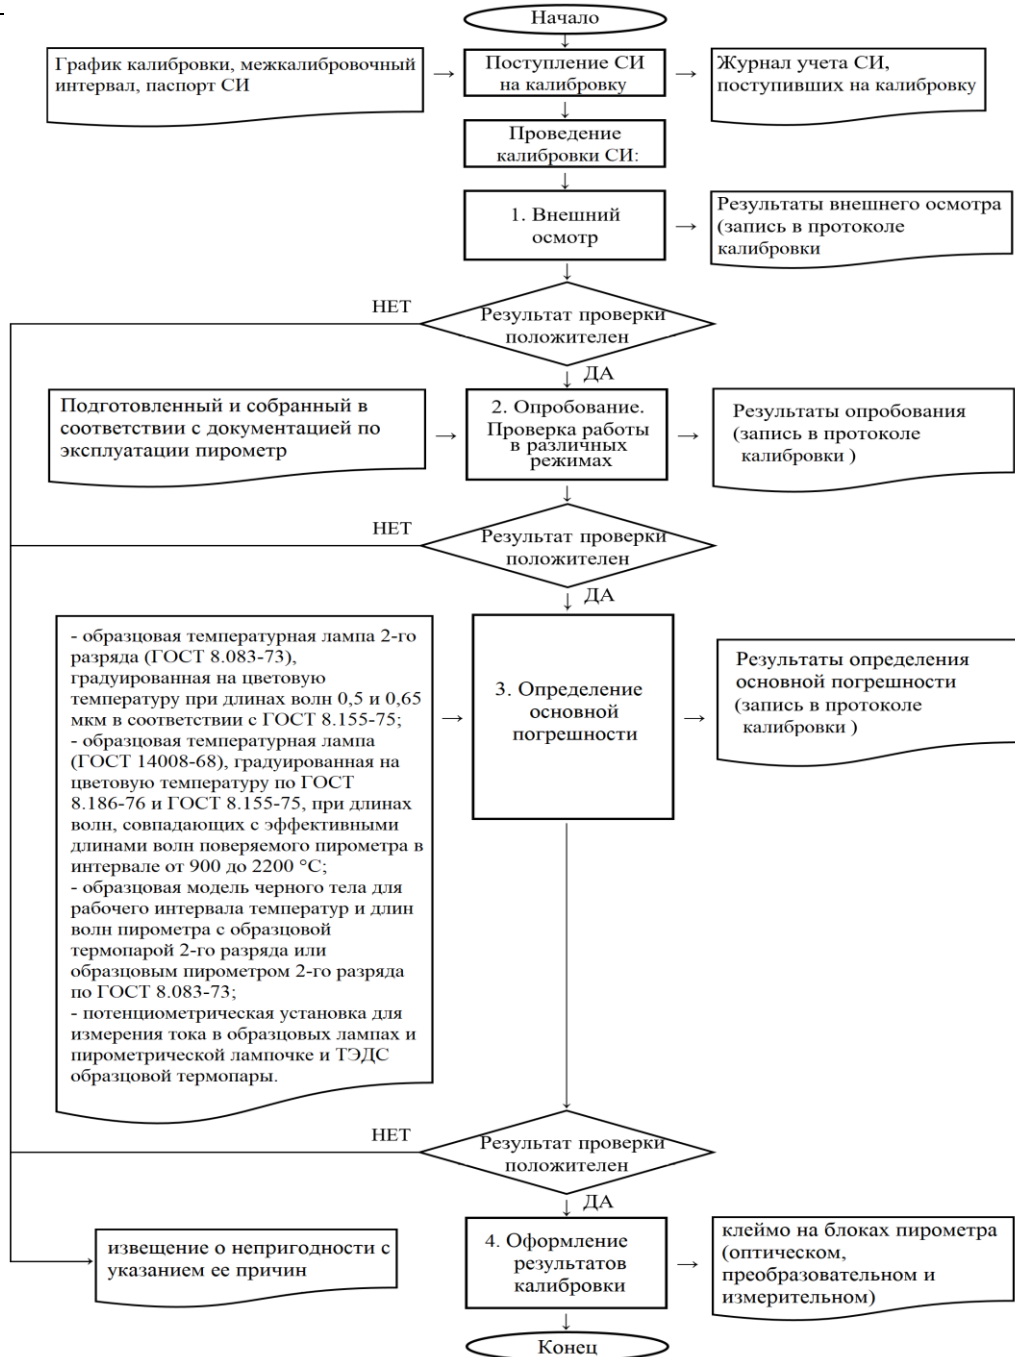 Начало
График калибровки, межкалибровочный
интервал, паспорт СИ
Поступление СИ
на калибровку
Журнал учета СИ,
поступивших на калибровку
Проведение
калибровки СИ:
1. Внешний
осмотр
Результаты внешнего осмотра
(запись в протоколе
калибровки
НЕТ
Результат проверки
положителен
ДА
Подготовленный и собранный в
соответствии с документацией по
эксплуатации пирометр
2. Опробование.
Проверка работы
в различных
режимах
Результаты опробования
(запись в протоколе
калибровки )
НЕТ
Результат проверки
положителен
ДА
- образцовая температурная лампа 2-го
разряда (ГОСТ 8.083-73),
градуированная на цветовую
температуру при длинах волн 0,5 и 0,65
мкм в соответствии с ГОСТ 8.155-75;
- образцовая температурная лампа
(ГОСТ 14008-68), градуированная на
цветовую температуру по ГОСТ
8.186-76 и ГОСТ 8.155-75, при длинах
волн, совпадающих с эффективными
длинами волн поверяемого пирометра в
интервале от 900 до 2200 °С;
- образцовая модель черного тела для
рабочего интервала температур и длин
волн пирометра с образцовой
термопарой 2-го разряда или
образцовым пирометром 2-го разряда
по ГОСТ 8.083-73;
- потенциометрическая установка для
измерения тока в образцовых лампах и
пирометрической лампочке и ТЭДС
образцовой термопары.
3. Определение
основной
погрешности
Результаты определения
основной погрешности
(запись в протоколе
калибровки )
НЕТ
Результат проверки
положителен
ДА
извещение о непригодности с
указанием ее причин
4. Оформление
результатов
калибровки
клеймо на блоках пирометра
(оптическом,
преобразовательном и
измерительном)
Конец